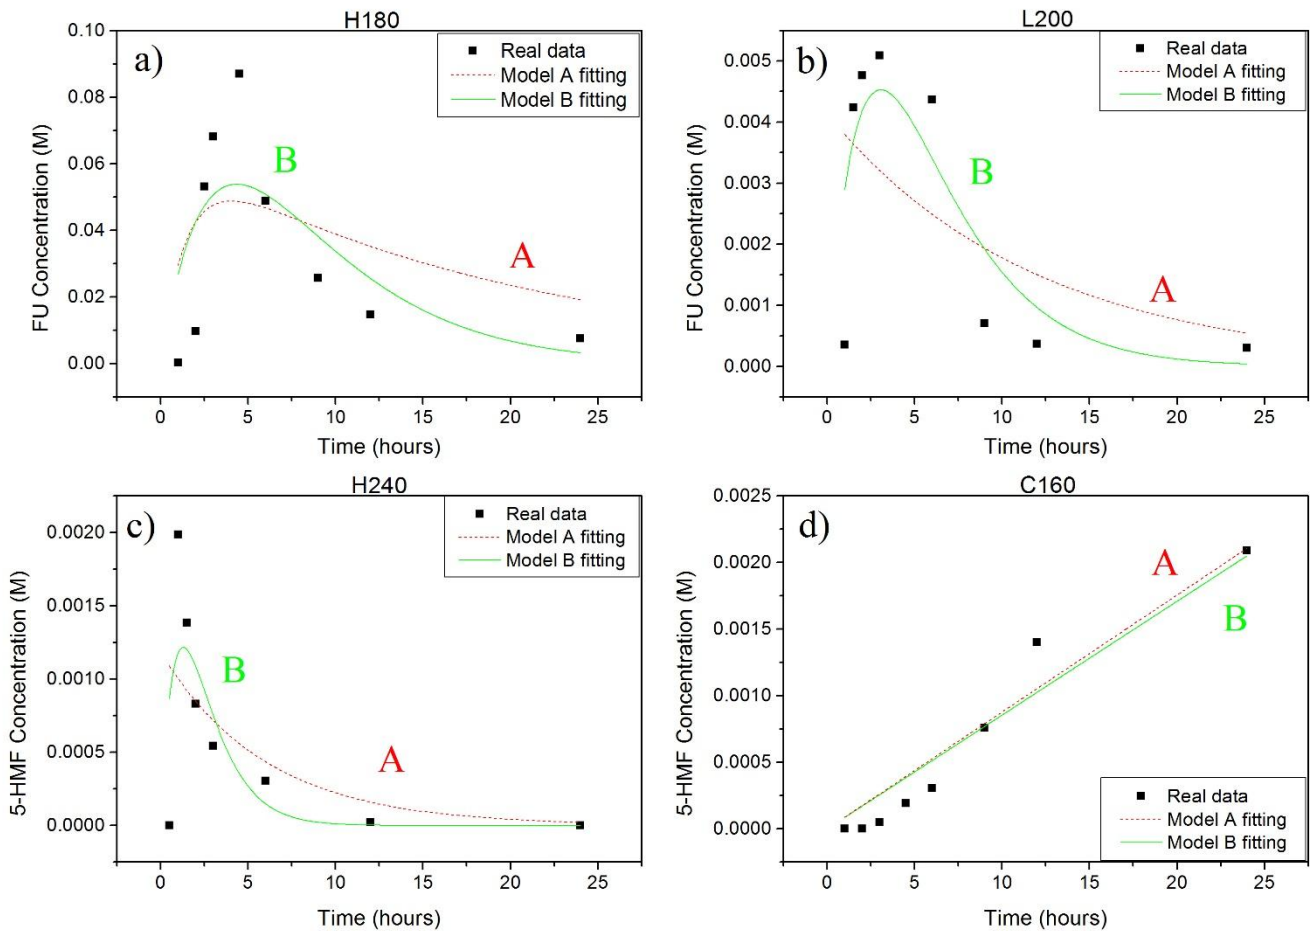 H180
a)
Real data
Model A fitting
Model B fitting
B
A
0.10
0.08
0.06
0.04
0.02
0.00
FU Concentration (M)
0 5 10 15 20 25
Time (hours)
L200
b)
Real data
Model A fitting
Model B fitting
B
A
0.005
0.004
0.003
0.002
0.001
0.000
FU Concentration (M)
0 5 10 15 20 25
Time (hours)
H240
c)
Real data
Model A fitting
Model B fitting
B
A
0.0020
0.0015
0.0010
0.0005
0.0000
5-HMF Concentration (M)
0 5 10 15 20 25
Time (hours)
C160
d)
A
B
Real data
Model A fitting
Model B fitting
0.0025
0.0020
0.0015
0.0010
0.0005
0.0000
5-HMF Concentration (M)
0 5 10 15 20 25
Time (hours)